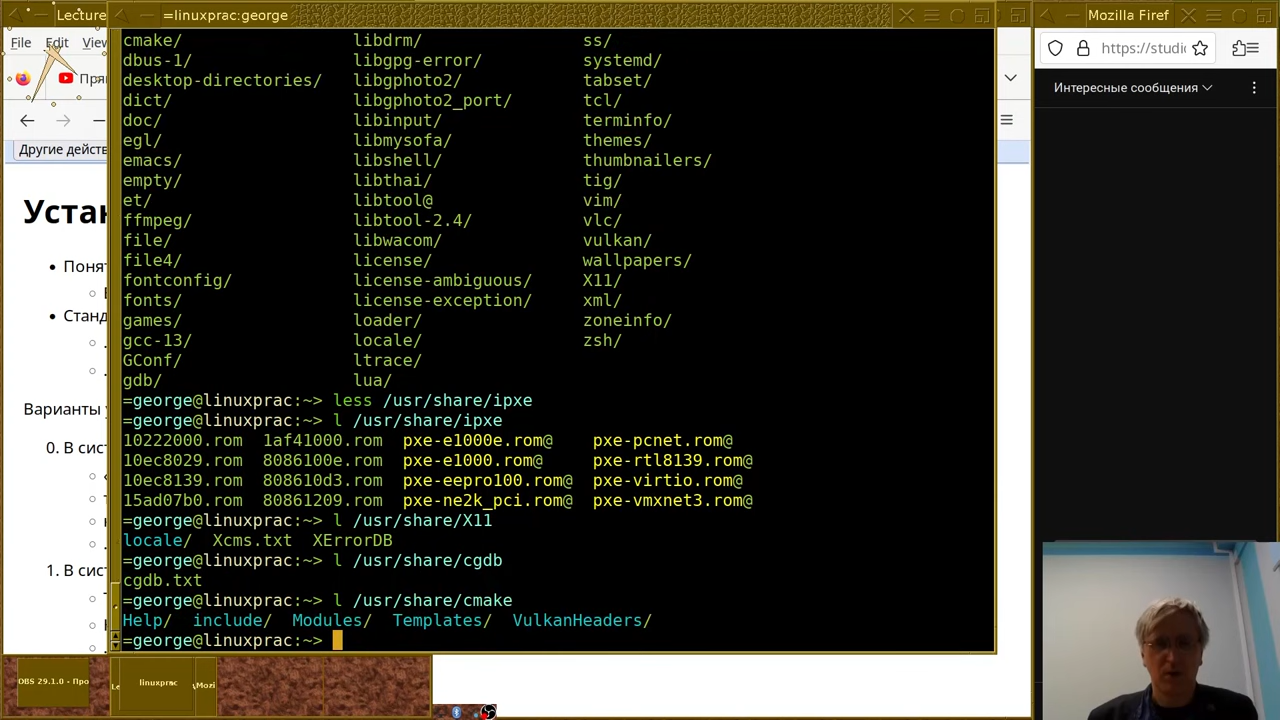 Lecture
=linuxprac:george
Mozilla Firef
File Edit View
https://studi
Интересные сообщения
Другие действ
cmake/ libdrm/ ss/
dbus-1/ libgpg-error/ systemd/
desktop-directories/ libgphoto2/ tabset/
dict/ libgphoto2_port/ tcl/
doc/ libinput/ terminfo/
egl/ libmysofa/ themes/
emacs/ libshell/ thumbnailers/
empty/ libthai/ tig/
et/ libtool@ vim/
ffmpeg/ libtool-2.4/ vlc/
file/ libwacom/ vulkan/
file4/ license/ wallpapers/
fontconfig/ license-ambiguous/ X11/
fonts/ license-exception/ xml/
games/ loader/ zoneinfo/
gcc-13/ locale/ zsh/
GConf/ ltrace/
gdb/ lua/
=george@linuxprac:~> less /usr/share/ipxe
=george@linuxprac:~> l /usr/share/ipxe
10222000.rom 1af41000.rom pxe-e1000e.rom@ pxe-pcnet.rom@
10ec8029.rom 8086100e.rom pxe-e1000.rom@ pxe-rtl8139.rom@
10ec8139.rom 808610d3.rom pxe-eepro100.rom@ pxe-virtio.rom@
15ad07b0.rom 80861209.rom pxe-ne2k_pci.rom@ pxe-vmxnet3.rom@
=george@linuxprac:~> l /usr/share/X11
locale/ Xcms.txt XErrorDB
=george@linuxprac:~> l /usr/share/cgdb
cgdb.txt
=george@linuxprac:~> l /usr/share/cmake
Help/ include/ Modules/ Templates/ VulkanHeaders/
=george@linuxprac:~>
Варианты
0. В сист
1. В сист
OBS 29.1.0 - Про
linuxprac